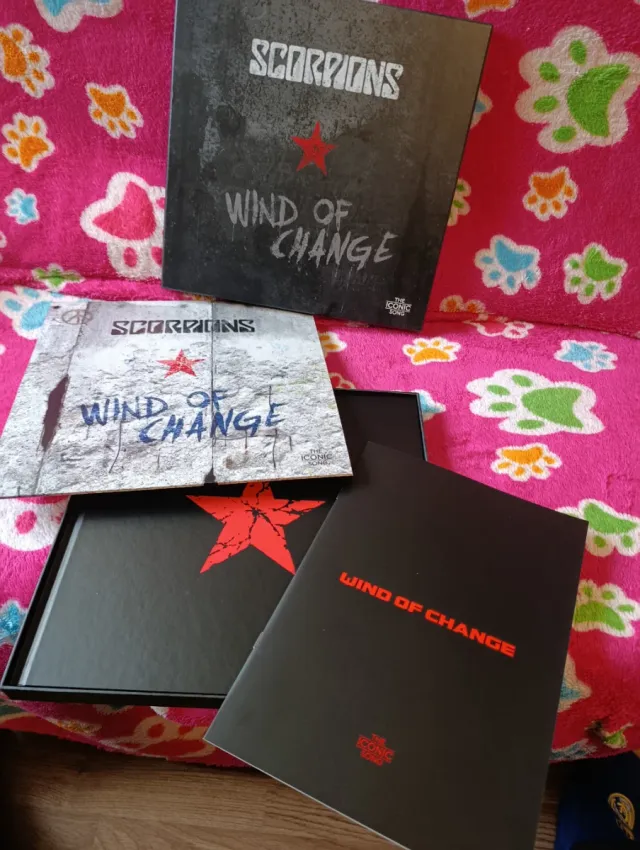 SCORPIONS
WIND OF
CHANGE
THE
ICONIC
SONG
SCORPIONS
WIND OF
CHANGE
THE
ICONIC
SONG
WIND OF CHANGE
THE
ICONIC
SONG